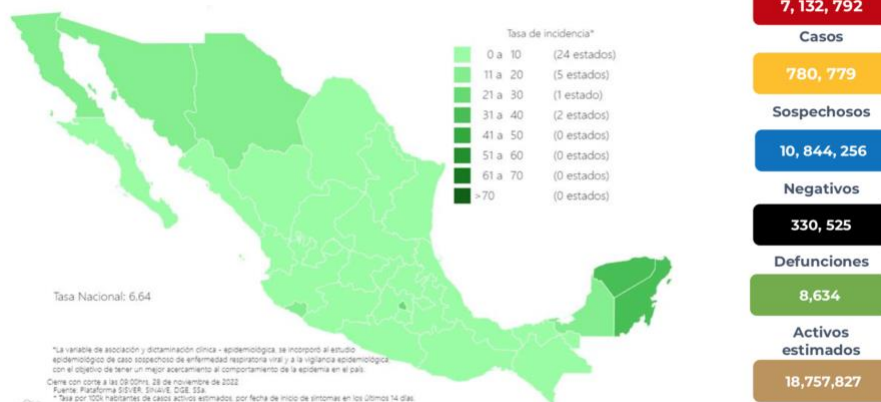 Tasa de incidencia*
0 a 10 (24 estados)
11 a 20 (5 estados)
21 a 30 (1 estado)
31 a 40 (2 estados)
41 a 50 (0 estados)
51 a 60 (0 estados)
61 a 70 (0 estados)
>70 (0 estados)
Tasa Nacional: 6.64
*La variable de asociación y dictaminación clínica - epidemiológica, se incorporó al estudio
epidemiológico de caso sospechoso de enfermedad respiratoria viral y a la vigilancia epidemiológica,
con el objetivo de tener un mejor acercamiento al comportamiento de la epidemia en el país.
Cierre con corte a las 09:00hrs, 28 de noviembre de 2022
Fuente: Plataforma SISVER, SINAVE, DGE, SSa.
* Tasa por 100k habitantes de casos activos estimados, por fecha de inicio de síntomas en los últimos 14 días.
7, 132, 792
Casos
780, 779
Sospechosos
10, 844, 256
Negativos
330, 525
Defunciones
8,634
Activos
estimados
18,757,827